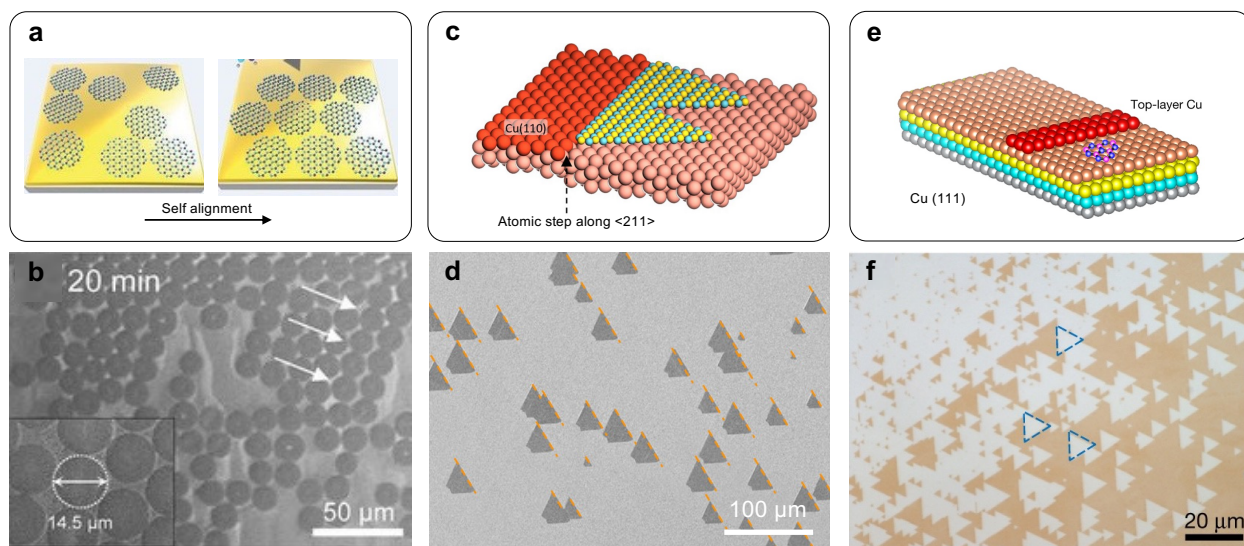 a
Self alignment
b
20 min
14.5 μm
50 μm
c
Cu(110)
Atomic step along <211>
d
100 μm
e
Top-layer Cu
Cu (111)
f
20 μm